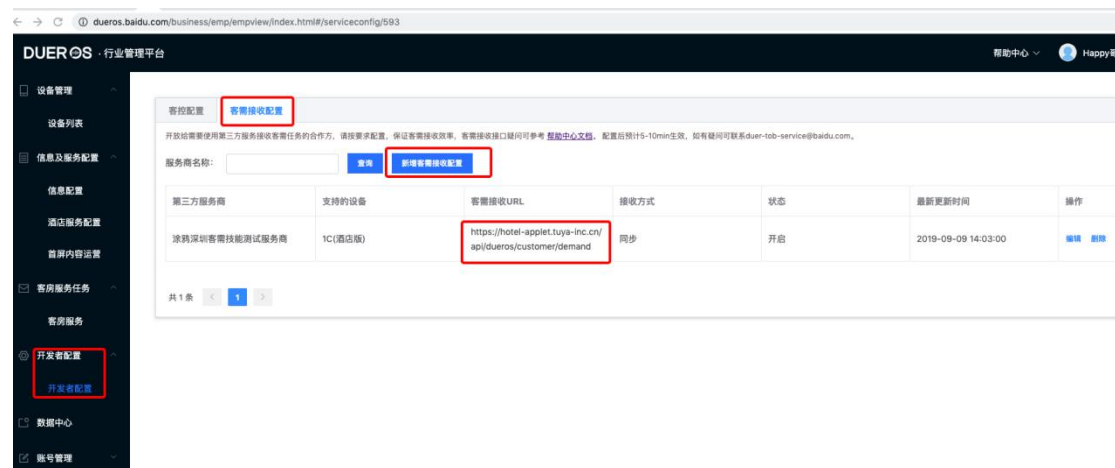 dueros.baidu.com/business/emp/empview/index.html#/serviceconfig/593
DUEROS · 行业管理平台
帮助中心
Happy哥
设备管理
设备列表
信息及服务配置
信息配置
酒店服务配置
首屏内容运营
客房服务任务
客房服务
开发者配置
开发者配置
数据中心
账号管理
客控配置 客需接收配置
开放给需要使用第三方服务接收客需任务的合作方，请按要求配置，保证客需接收效率，客需接收接口疑问可参考 帮助中心文档， 配置后预计5-10min生效，如有疑问可联系duer-tob-service@baidu.com。
服务商名称： 查询 新增客需接收配置
第三方服务商 支持的设备 客需接收URL 接收方式 状态 最新更新时间 操作
涂鸦深圳客需技能测试服务商 1C(酒店版) https://hotel-applet.tuya-inc.cn/ 同步 开启 2019-09-09 14:03:00 编辑 删除
api/dueros/customer/demand
共1条 < 1 >